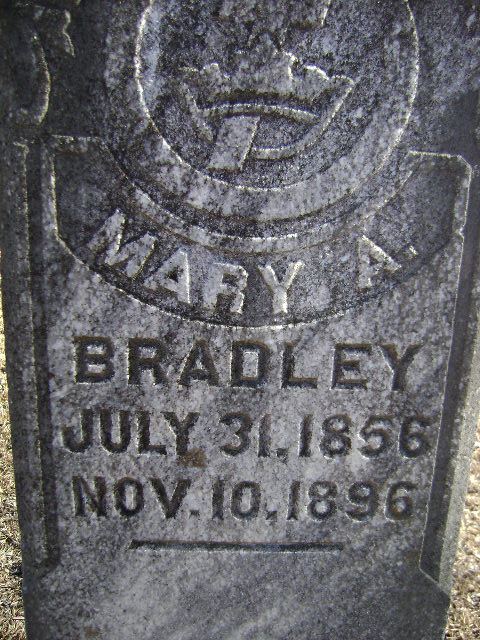 MARY A.
BRADLEY
JULY 31, 1856
NOV. 10, 1896